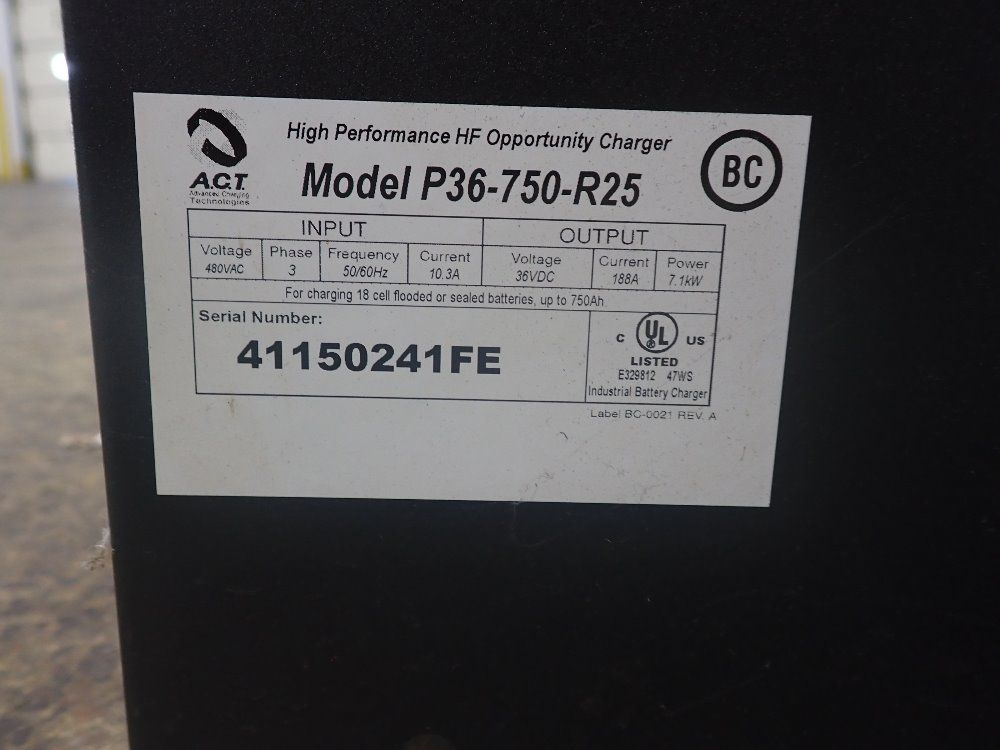 High Performance HF Opportunity Charger
BC
A.C.T.
Advanced Charging
Technologies
Model P36-750-R25
INPUT OUTPUT
Voltage Phase Frequency Current Voltage Current Power
480VAC 3 50/60Hz 10.3A 36VDC 188A 7.1kW
For charging 18 cell flooded or sealed batteries, up to 750Ah
Serial Number:
41150241FE
C UL US
LISTED
E329812 47WS
Industrial Battery Charger
Label BC-0021 REV. A